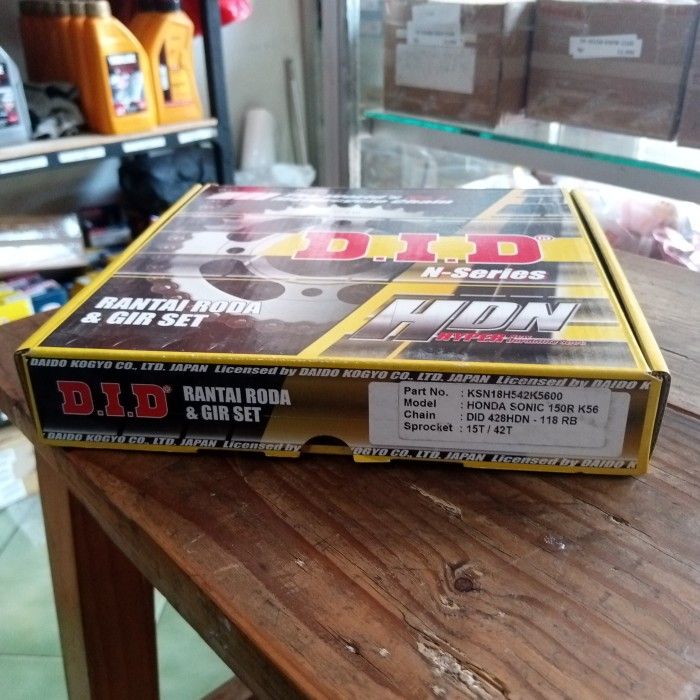 D.I.D
N-Series
RANTAI RODA
& GIR SET
HDN
HYPER
DAIDO KOGYO CO., LTD. JAPAN Licensed by DAIDO KOGYO CO., LTD. JAPAN Licensed by DAIDO K
D.I.D
RANTAI RODA
& GIR SET
Part No. : KSN18H542K5600
Model : HONDA SONIC 150R K56
Chain : DID 428HDN - 118 RB
Sprocket : 15T / 42T
DAIDO KOGYO CO., LTD. JAPAN Licensed by DAIDO KOGYO CO., LTD. JAPAN Licensed by DAIDO K